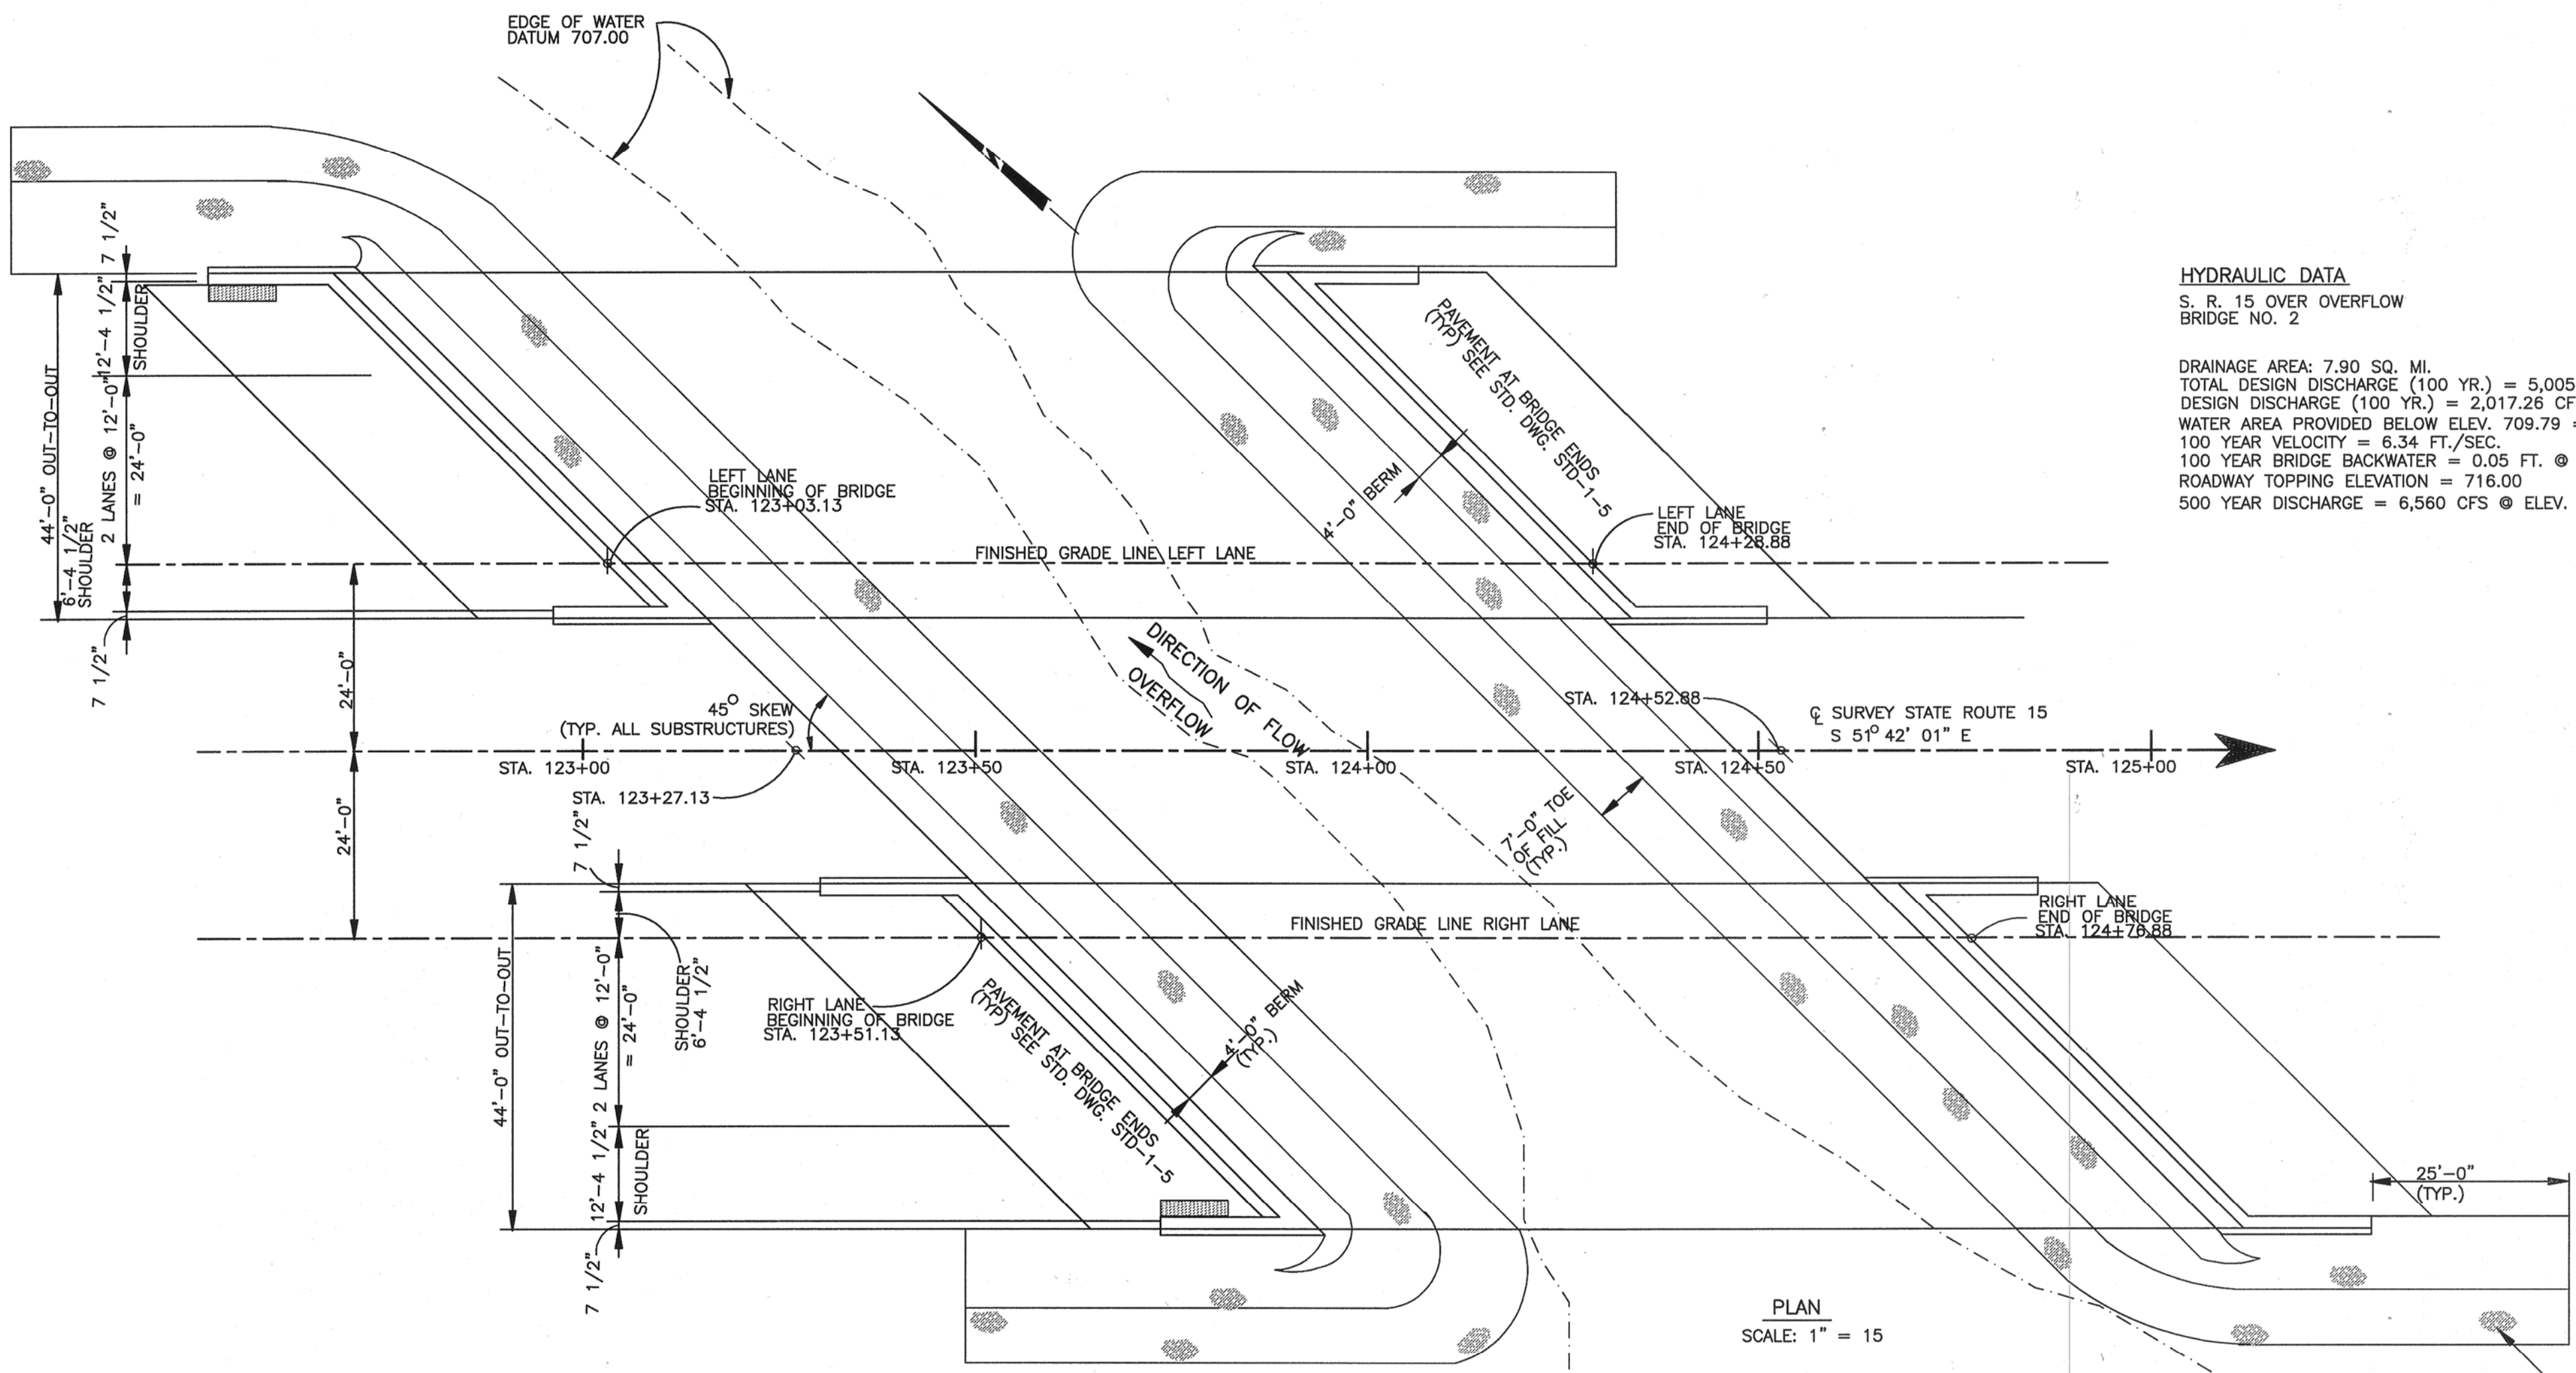 EDGE OF WATER
DATUM 707.00
7 1/2"
12'-4 1/2"
SHOULDER
44'-0" OUT-TO-OUT
2 LANES @ 12'-0"
= 24'-0"
6'-4 1/2"
SHOULDER
7 1/2"
24'-0"
24'-0"
LEFT LANE
BEGINNING OF BRIDGE
STA. 123+03.13
FINISHED GRADE LINE LEFT LANE
4'-0" BERM
PAVEMENT AT BRIDGE ENDS
(TYP) SEE STD. DWG. STD-1-5
LEFT LANE
END OF BRIDGE
STA. 124+28.88
HYDRAULIC DATA
S. R. 15 OVER OVERFLOW
BRIDGE NO. 2
DRAINAGE AREA: 7.90 SQ. MI.
TOTAL DESIGN DISCHARGE (100 YR.) = 5,005
DESIGN DISCHARGE (100 YR.) = 2,017.26 CF
WATER AREA PROVIDED BELOW ELEV. 709.79 =
100 YEAR VELOCITY = 6.34 FT./SEC.
100 YEAR BRIDGE BACKWATER = 0.05 FT. @
ROADWAY TOPPING ELEVATION = 716.00
500 YEAR DISCHARGE = 6,560 CFS @ ELEV.
DIRECTION OF FLOW
OVERFLOW
45° SKEW
(TYP. ALL SUBSTRUCTURES)
STA. 124+52.88
℄ SURVEY STATE ROUTE 15
S 51° 42' 01" E
STA. 123+00
STA. 123+50
STA. 124+00
STA. 124+50
STA. 125+00
STA. 123+27.13
7'-0" TOE
OF FILL
(TYP.)
7 1/2"
44'-0" OUT-TO-OUT
2 LANES @ 12'-0"
= 24'-0"
SHOULDER
6'-4 1/2"
12'-4 1/2"
SHOULDER
7 1/2"
FINISHED GRADE LINE RIGHT LANE
RIGHT LANE
END OF BRIDGE
STA. 124+76.88
RIGHT LANE
BEGINNING OF BRIDGE
STA. 123+51.13
PAVEMENT AT BRIDGE ENDS
(TYP) SEE STD. DWG. STD-1-5
4'-0" BERM
(TYP.)
25'-0"
(TYP.)
PLAN
SCALE: 1" = 15